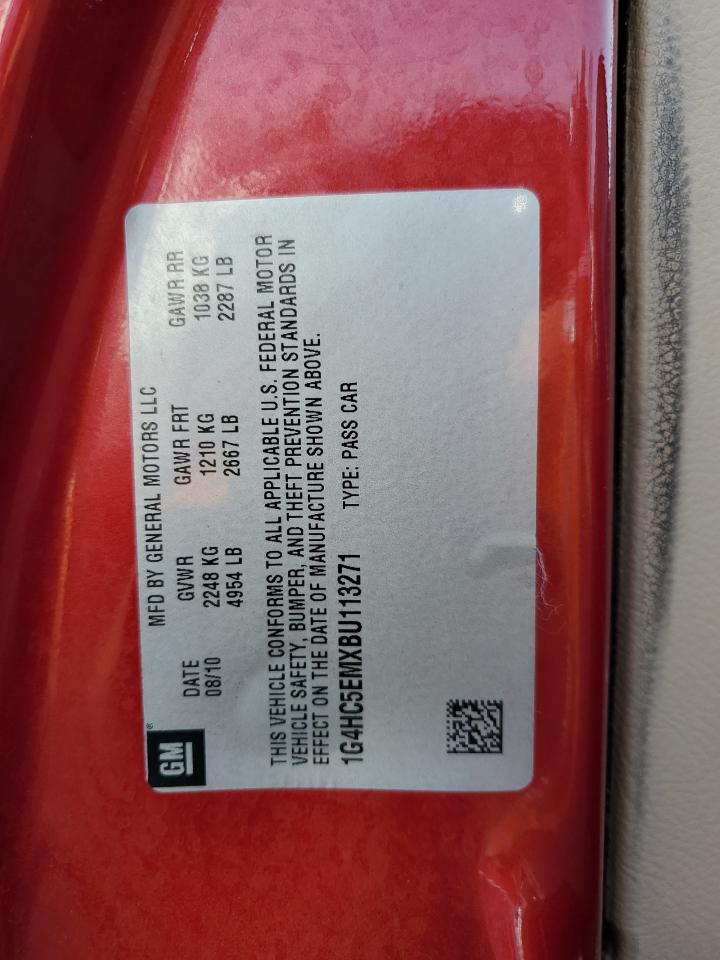 GM ®
MFD BY GENERAL MOTORS LLC
DATE GVWR GAWR FRT GAWR RR
08/10 2248 KG 1210 KG 1038 KG
4954 LB 2667 LB 2287 LB
THIS VEHICLE CONFORMS TO ALL APPLICABLE U.S. FEDERAL MOTOR
VEHICLE SAFETY, BUMPER, AND THEFT PREVENTION STANDARDS IN
EFFECT ON THE DATE OF MANUFACTURE SHOWN ABOVE.
1G4HC5EMXBU113271 TYPE: PASS CAR